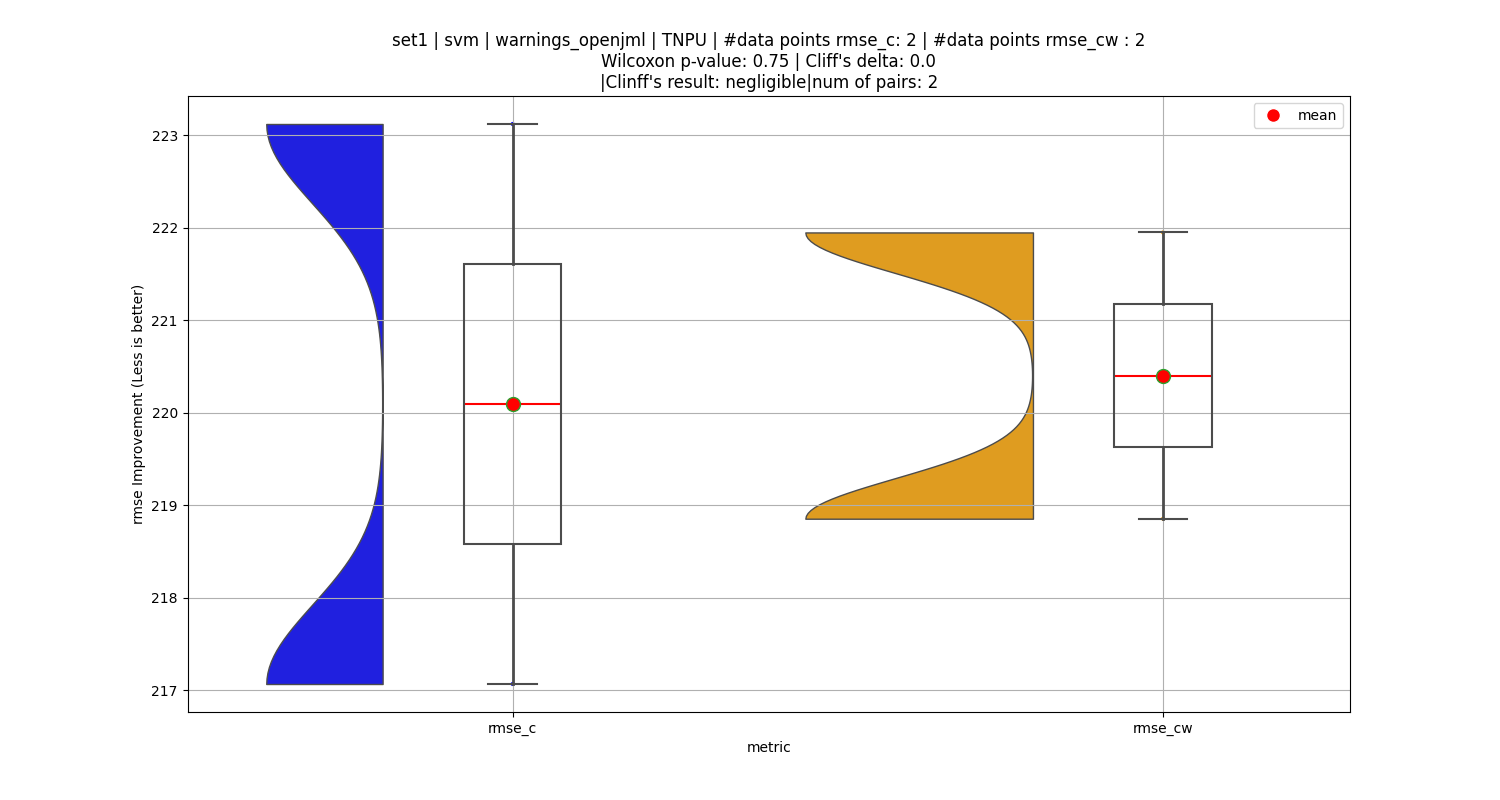 set1 | svm | warnings_openjml | TNPU | #data points rmse_c: 2 | #data points rmse_cw : 2
Wilcoxon p-value: 0.75 | Cliff's delta: 0.0
|Clinff's result: negligible|num of pairs: 2
mean
223
222
221
220
219
218
217
rmse Improvement (Less is better)
rmse_c
rmse_cw
metric